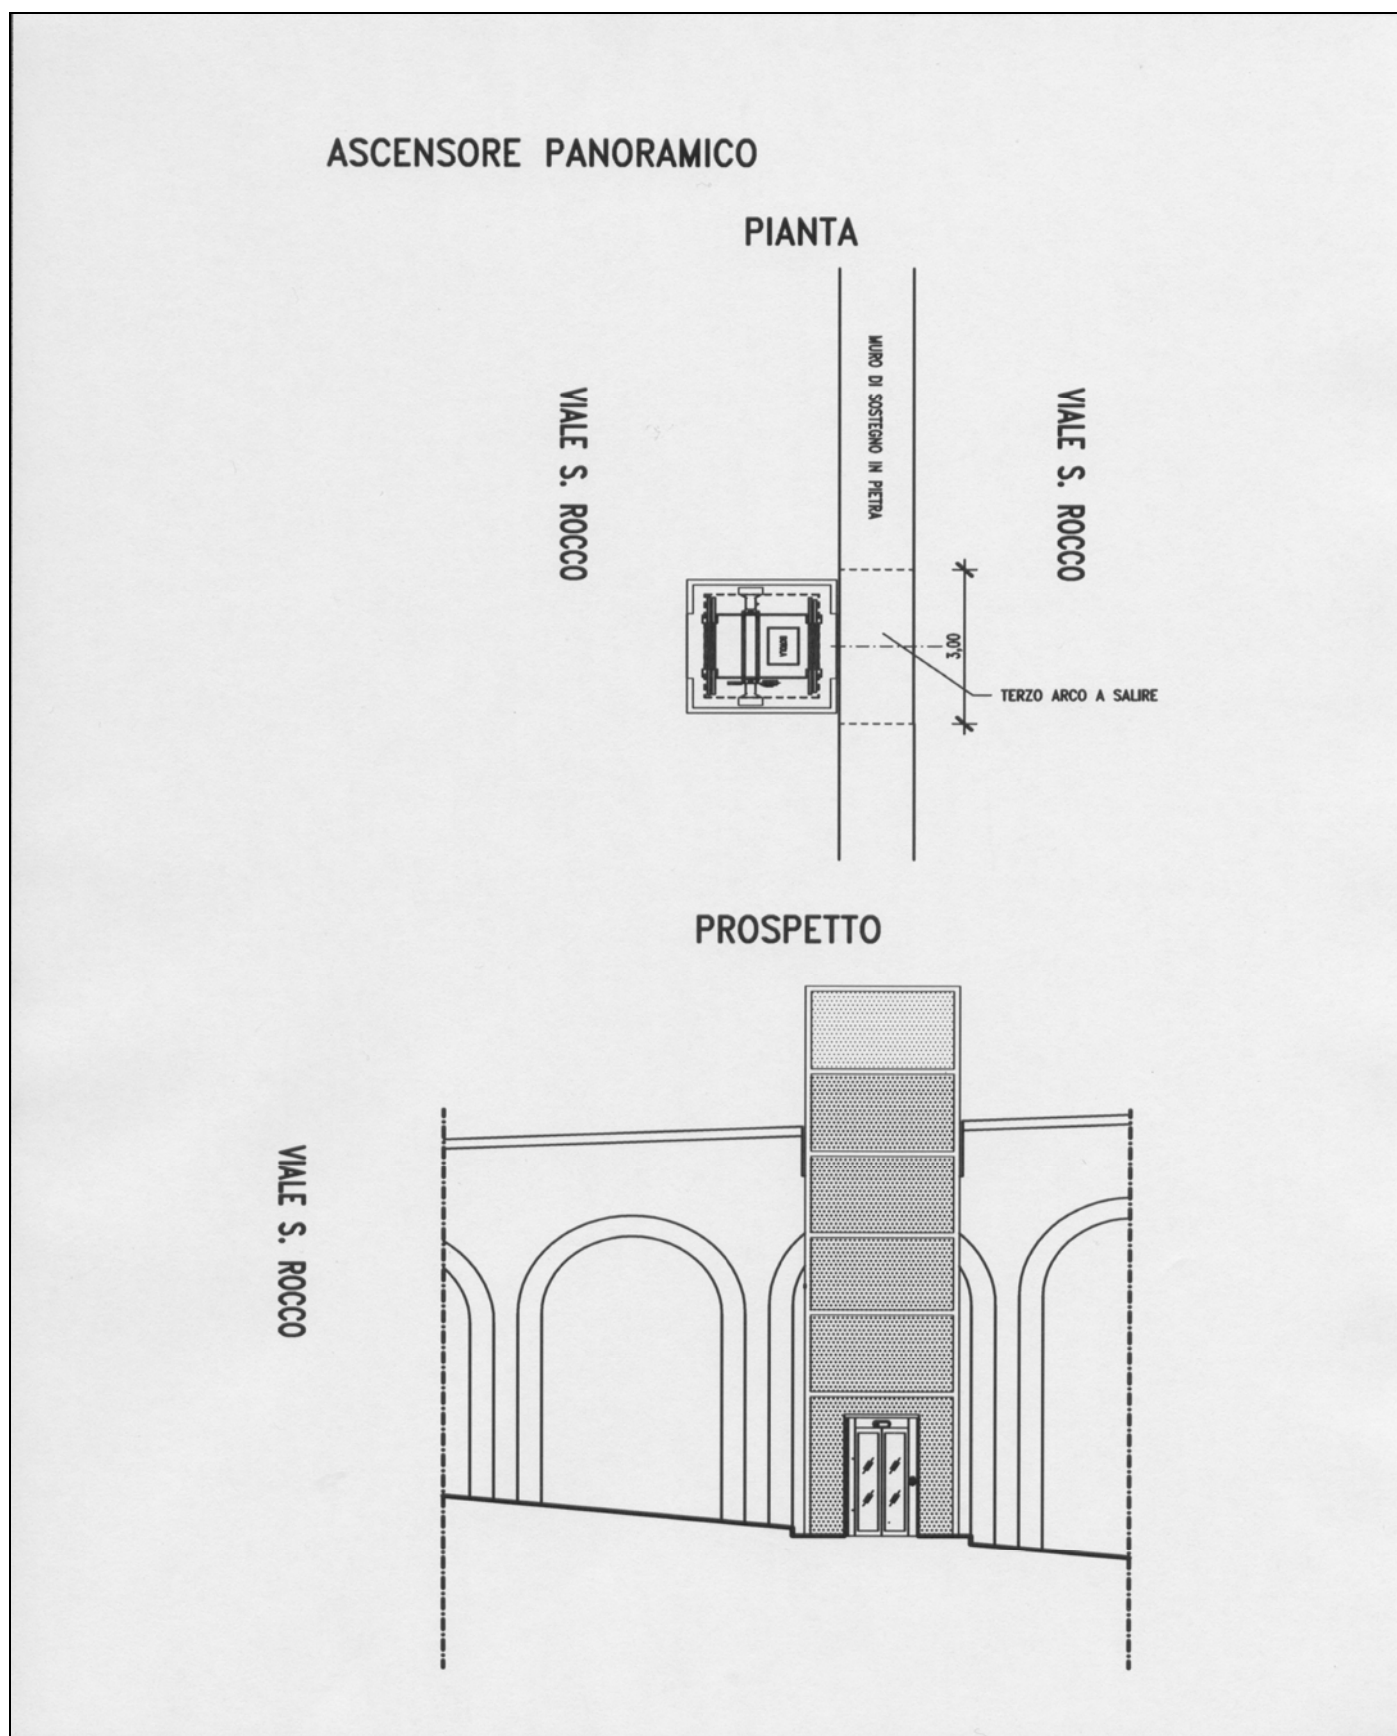 ASCENSORE PANORAMICO
PIANTA
MURO DI SOSTEGNO IN PIETRA
VIALE S. ROCCO
VIALE S. ROCCO
3.00
TERZO ARCO A SALIRE
PROSPETTO
VIALE S. ROCCO